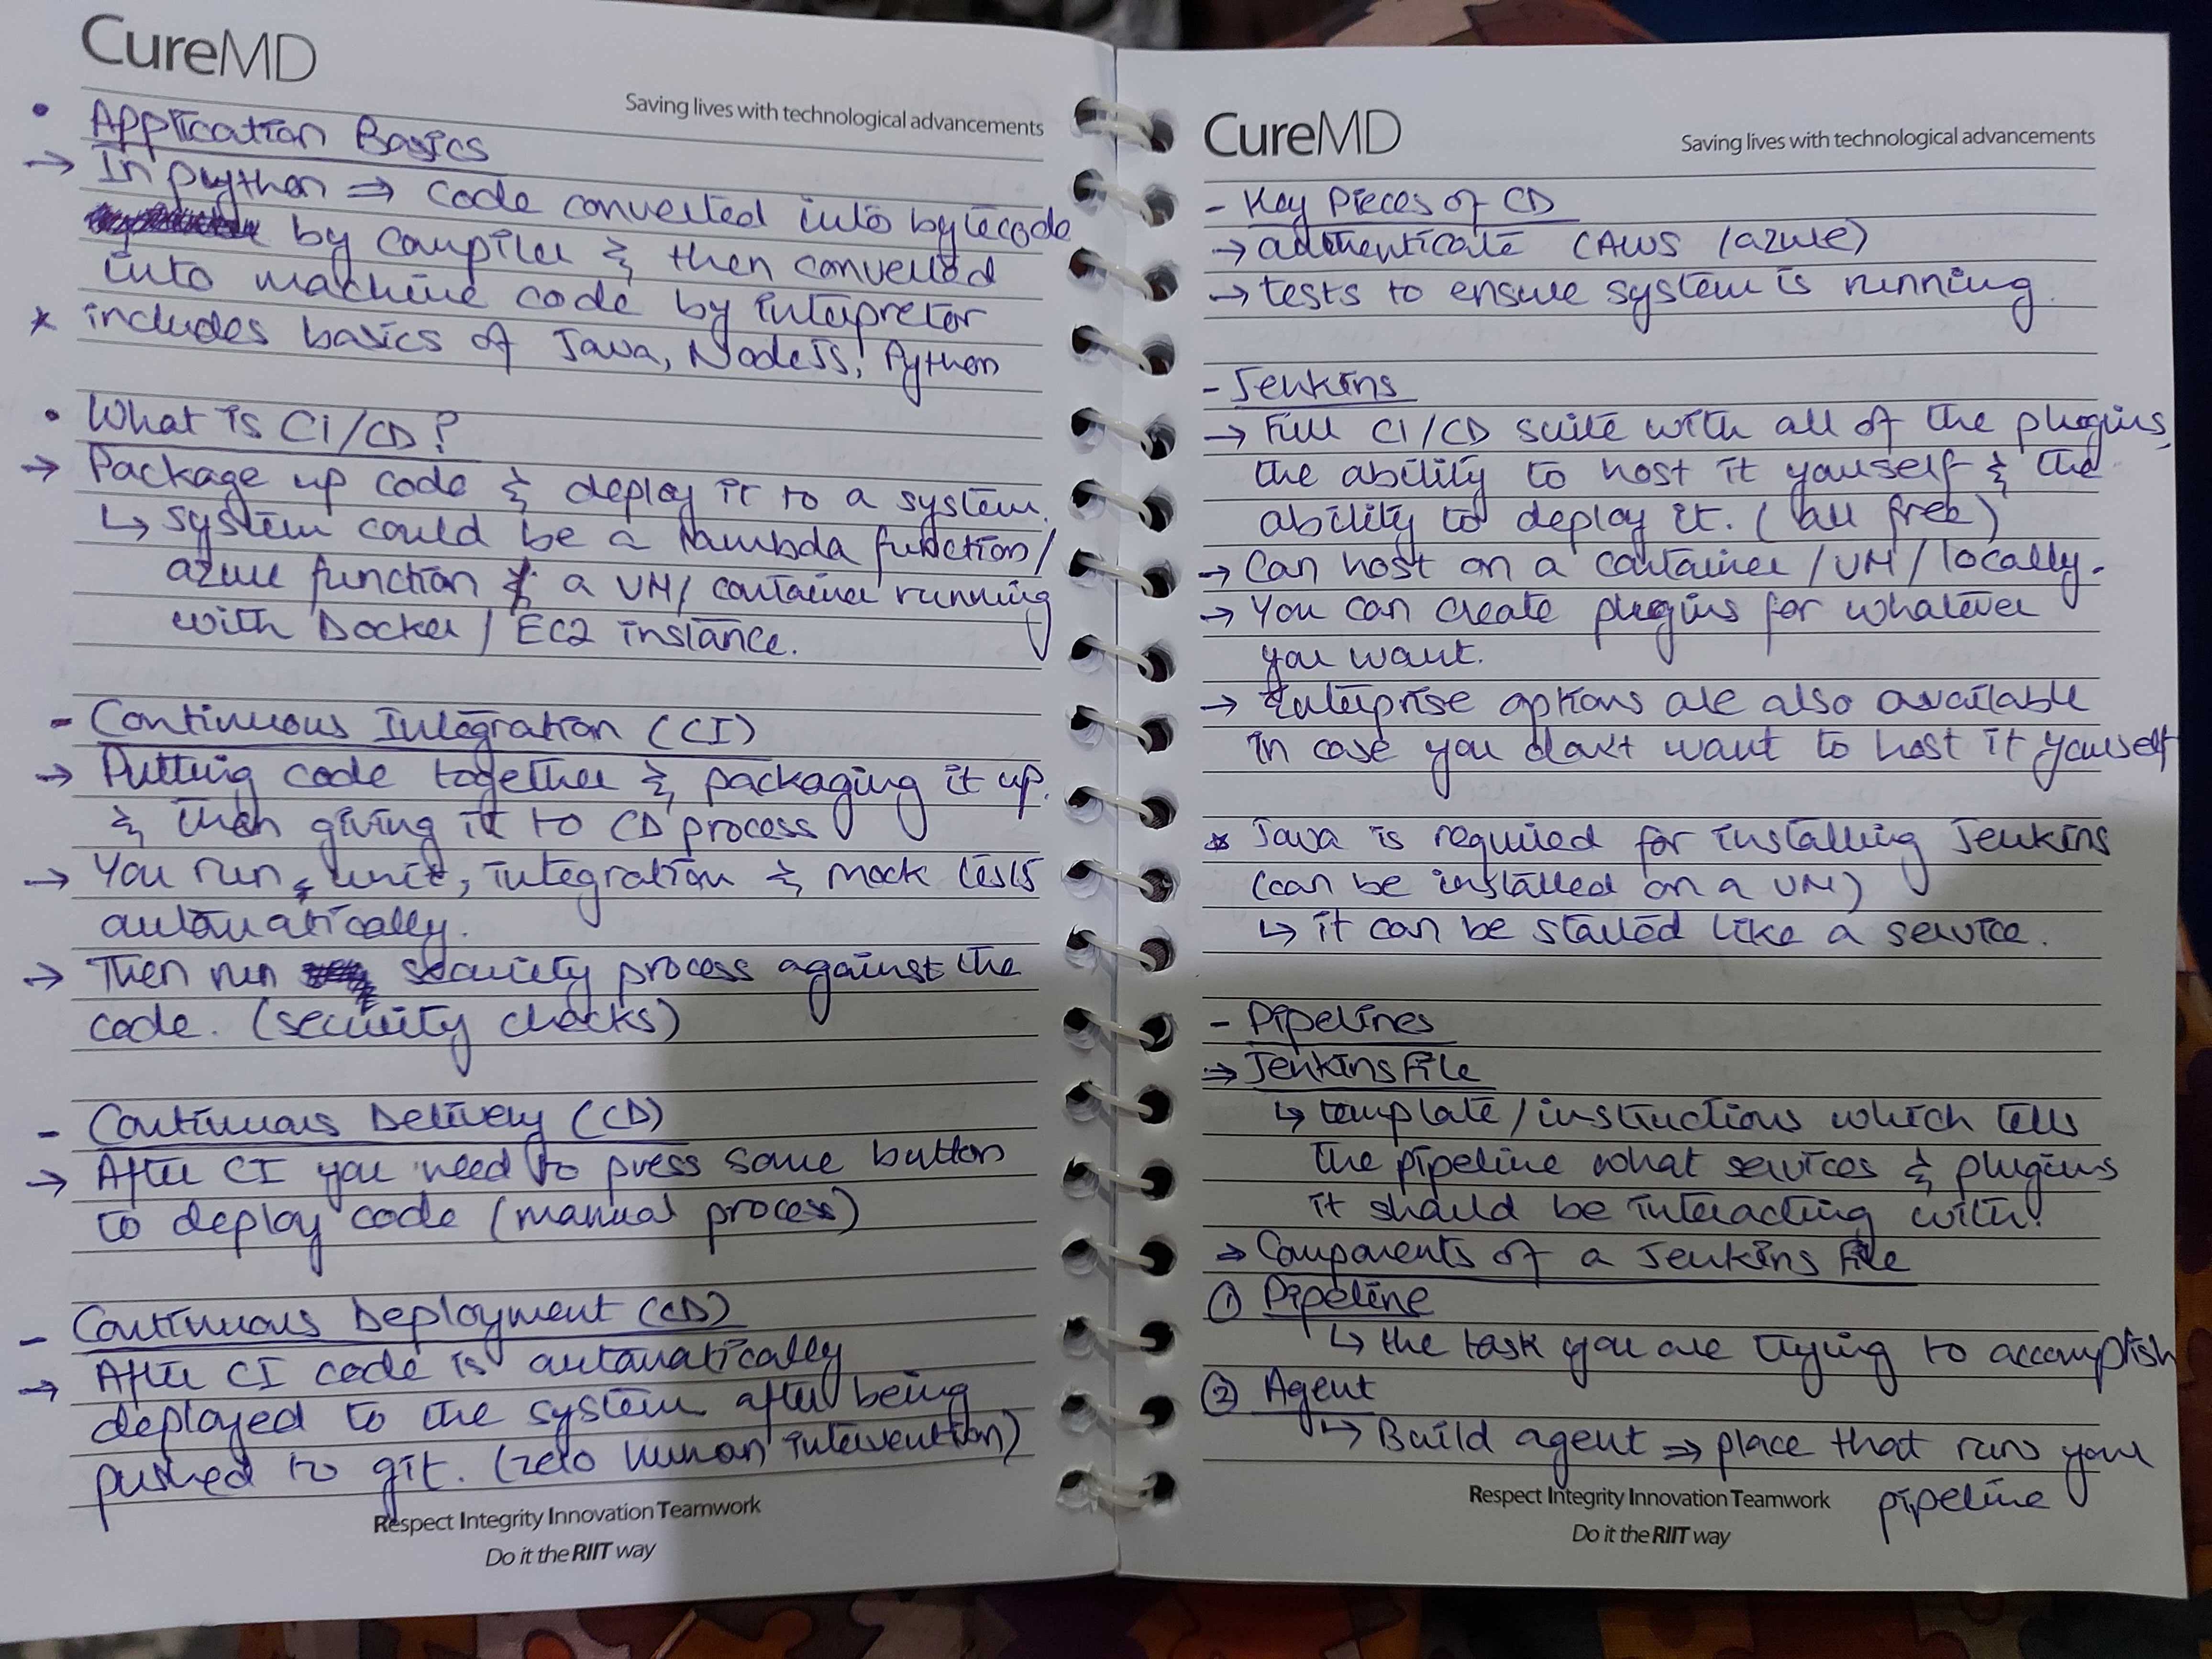 CureMD
Saving lives with technological advancements
• Application Basics
→ In python ⇒ code converted into bytecode
by compiler & then converted
into machine code by intepretor
* includes basics of Java, NodeJS, Python
• What is CI/CD?
→ Package up code & deploy it to a system.
↳ system could be a lambda function/
azure function / a VM/ container running
with Docker / EC2 instance.
- Continuous Integration (CI)
→ Putting code together & packaging it up.
& then giving it to CD process
→ You run, unit, integration & mock tests
automatically.
→ Then run security process against the
code. (security checks)
- Continuous Delivery (CD)
→ After CI you need to press some button
to deploy code (manual process)
- Continuous Deployment (CD)
→ After CI code is automatically
deployed to the system after being
pushed to git. (zero human intervention)
Respect Integrity Innovation Teamwork
Do it the RIIT way
CureMD
Saving lives with technological advancements
- Key Pieces of CD
→ authenticate (AWS /azure)
→ tests to ensure system is running.
- Jenkins
→ Full CI/CD suite with all of the plugins,
the ability to host it yourself & the
ability to deploy it. (all free)
→ Can host on a container / VM / locally.
→ You can create plugins for whatever
you want.
→ Enterprise options are also available
in case you don't want to host it yourself
* Java is required for installing Jenkins
(can be installed on a VM)
↳ it can be started like a service.
- Pipelines
⇒ Jenkins File
↳ template/instructions which tells
the pipeline what services & plugins
it should be interacting with.
⇒ Components of a Jenkins File
① Pipeline
↳ the task you are trying to accomplish
② Agent
↳ Build agent ⇒ place that runs your
pipeline
Respect Integrity Innovation Teamwork
Do it the RIIT way